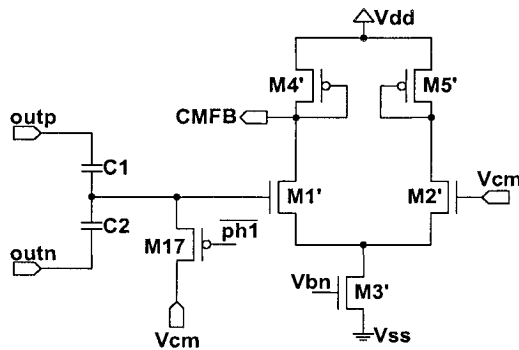 Vdd
M4'
M5'
CMFB
outp
C1
M1'
M2'
Vcm
C2
M17
ph1
outn
Vbn
M3'
Vcm
Vss